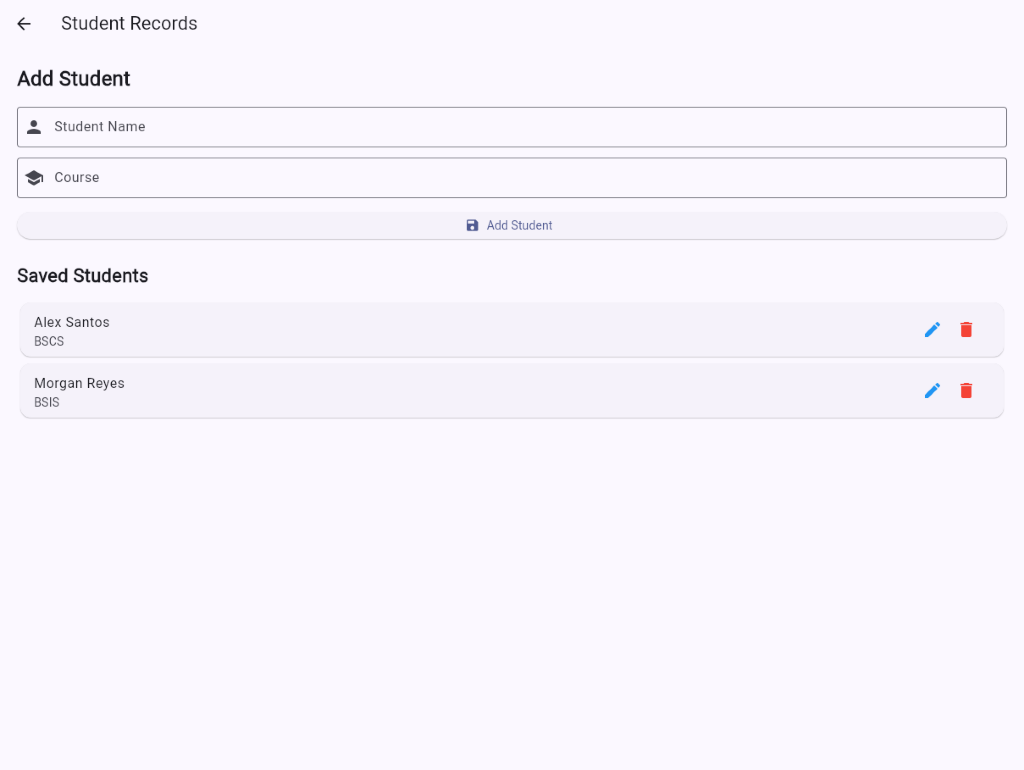 Student Records
Add Student
Student Name
Course
Add Student
Saved Students
Alex Santos
BSCS
Morgan Reyes
BSIS